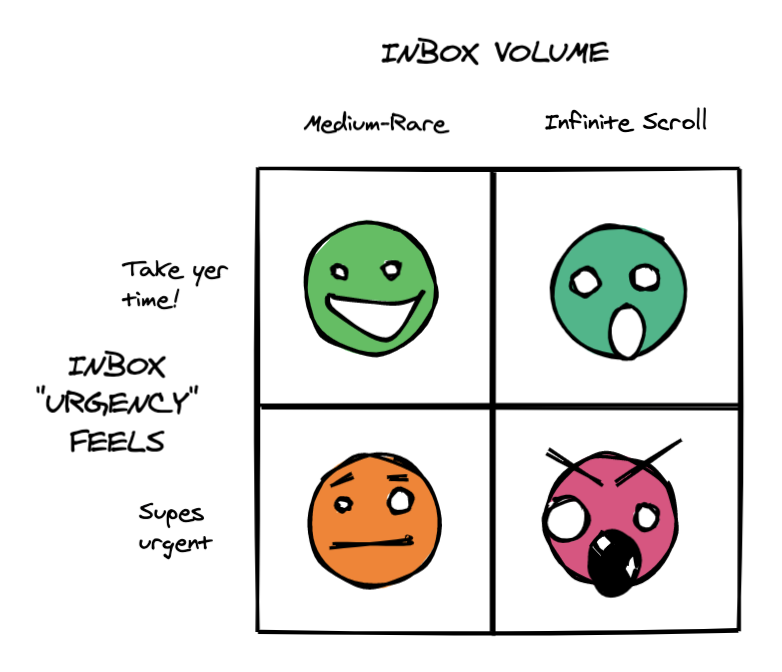 INBOX VOLUME
Medium-Rare
Infinite Scroll
Take yer
time!
INBOX
"URGENCY"
FEELS
Supes
urgent